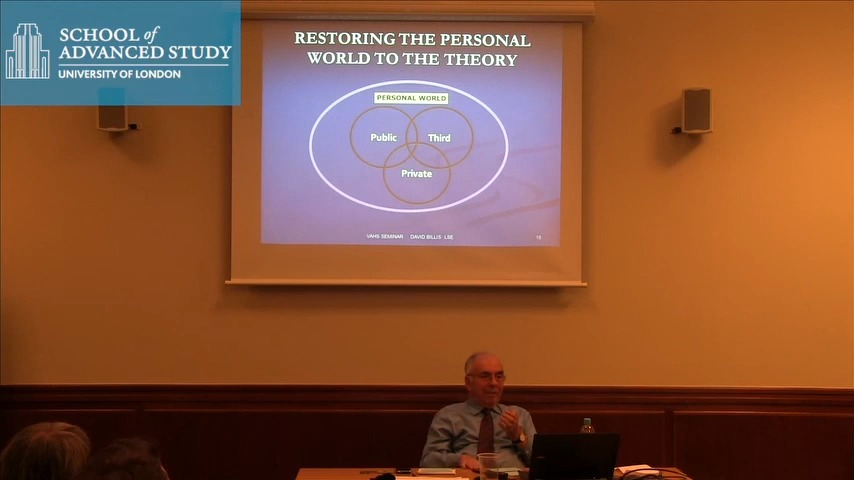 SCHOOL of
ADVANCED STUDY
UNIVERSITY OF LONDON
RESTORING THE PERSONAL
WORLD TO THE THEORY
PERSONAL WORLD
Public
Third
Private
VAHS SEMINAR DAVID BILLIS LSE